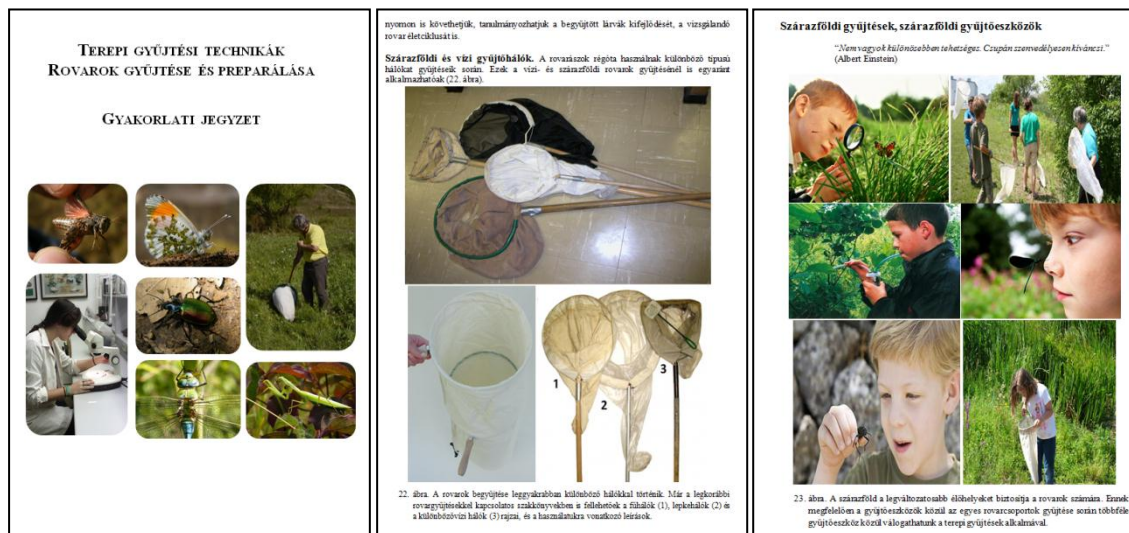 TEREPI GYŰJTÉSI TECHNIKÁK
ROVAROK GYŰJTÉSE ÉS PREPARÁLÁSA
GYAKORLATI JEGYZET
nyomon is követhetjük, tanulmányozhatjuk a begyűjtött lárvák kifejlődését, a vizsgálandó
rovar életciklusát is.
Szárazföldi és vízi gyűjtőhálók. A rovarászok régóta használnak különböző típusú
hálókat gyűjtéseik során. Ezek a vízi- és szárazföldi rovarok gyűjtésénél is egyaránt
alkalmazhatóak (22. ábra).
1
2
3
22. ábra. A rovarok begyűjtése leggyakrabban különböző hálókkal történik. Már a legkorábbi
rovargyűjtésekkel kapcsolatos szakkönyvekben is fellelhetőek a fűhálók (1), lepkehálók (2) és
a különbözővízi hálók (3) rajzai, és a használatukra vonatkozó leírások.
Szárazföldi gyűjtések, szárazföldi gyűjtőeszközök
"Nem vagyok különösebben tehetséges. Csupán szenvedélyesen kíváncsi."
(Albert Einstein)
23. ábra. A szárazföld a legváltozatosabb élőhelyeket biztosítja a rovarok számára. Ennek
megfelelően a gyűjtőeszközök közül az egyes rovarcsoportok gyűjtése során többféle
gyűjtőeszköz közül válogathatunk a terepi gyűjtések alkalmával.